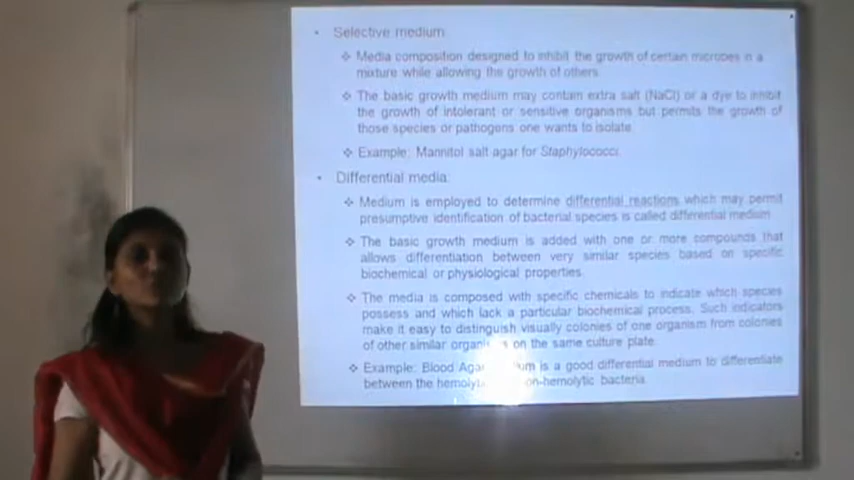 Selective medium
Media composition designed to inhibit the growth of certain microbes in a
mixture while allowing the growth of others.
The basic growth medium may contain extra salt (NaCl) or a dye to inhibit
the growth of intolerant or sensitive organisms but permits the growth of
those species or pathogens one wants to isolate.
Example: Mannitol salt agar for Staphylococci.
Differential media:
Medium is employed to determine differential reactions which may permit
presumptive identification of bacterial species is called differential medium.
The basic growth medium is added with one or more compounds that
allows differentiation between very similar species based on specific
biochemical or physiological properties.
The media is composed with specific chemicals to indicate which species
possess and which lack a particular biochemical process. Such indicators
make it easy to distinguish visually colonies of one organism from colonies
of other similar on the same culture plate.
Example: Blood is a good differential medium to differentiate
between the bacteria.